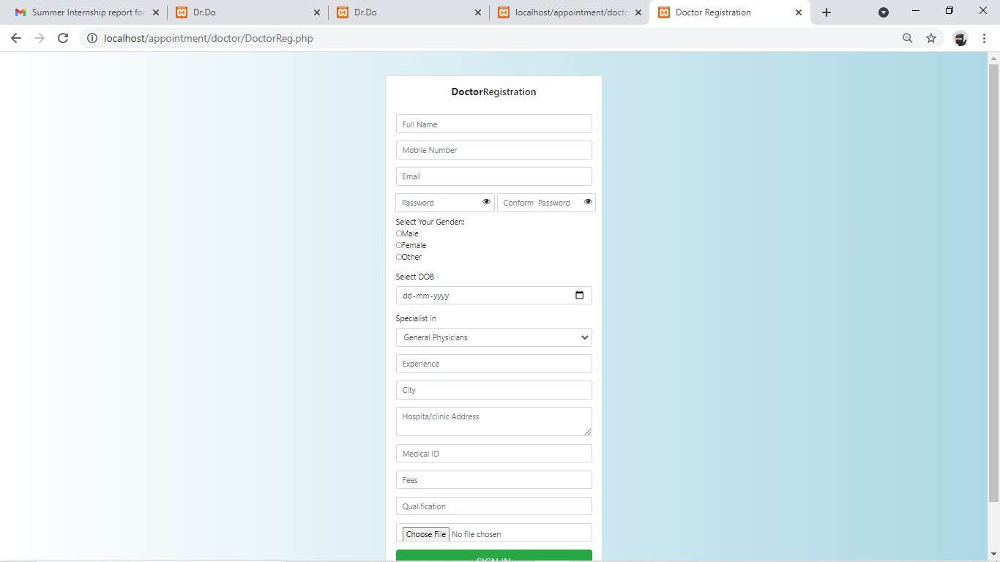 Summer Internship report for
Dr.Do
Dr.Do
localhost/appointment/docto
Doctor Registration
localhost/appointment/doctor/DoctorReg.php
DoctorRegistration
Full Name
Mobile Number
Email
Password Conform Password
Select Your Gender::
Male
Female
Other
Select DOB
dd-mm-yyyy
Specialist in
General Physicians
Experience
City
Hospita/clinic Address
Medical ID
Fees
Qualification
Choose File No file chosen
SIGN IN